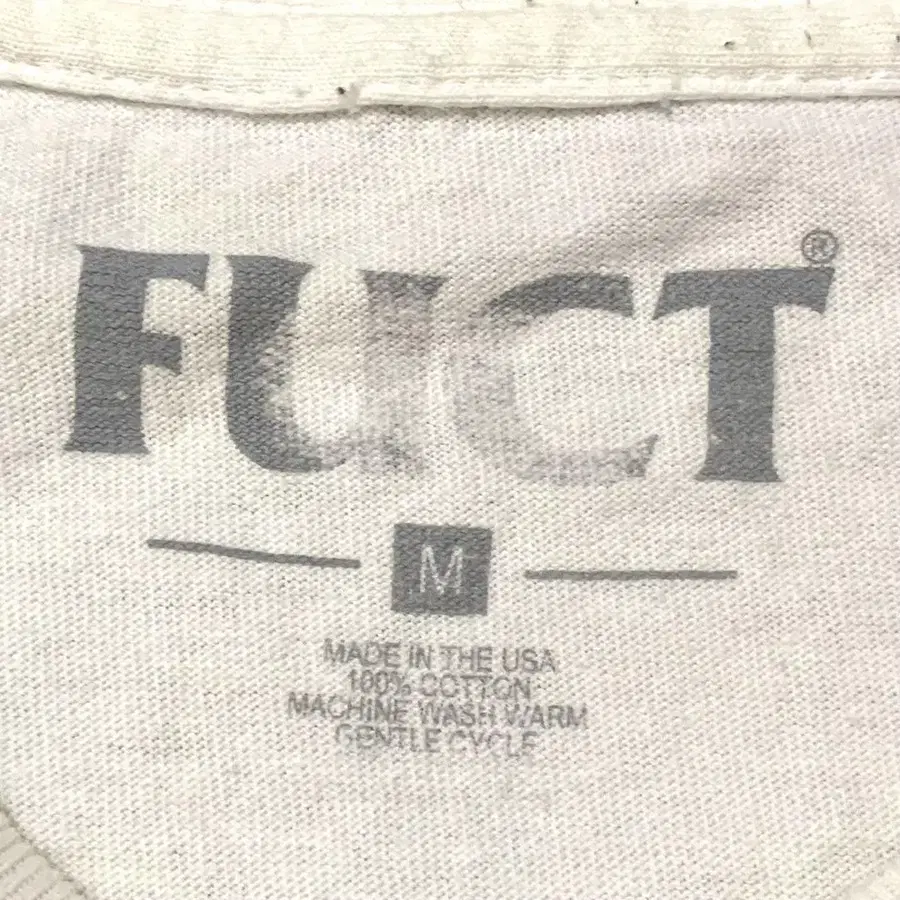 FUCT®
M
MADE IN THE USA
100% COTTON
MACHINE WASH WARM
GENTLE CYCLE